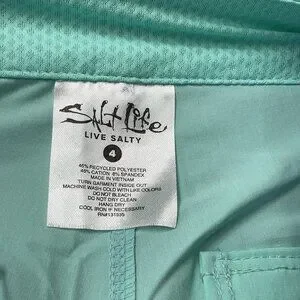 Salt Life
LIVE SALTY
4
46% RECYCLED POLYESTER
46% CATION 8% SPANDEX
MADE IN VIETNAM
TURN GARMENT INSIDE OUT
MACHINE WASH COLD WITH LIKE COLORS
DO NOT BLEACH
DO NOT DRY CLEAN
HANG DRY
COOL IRON IF NECESSARY
RN#131835